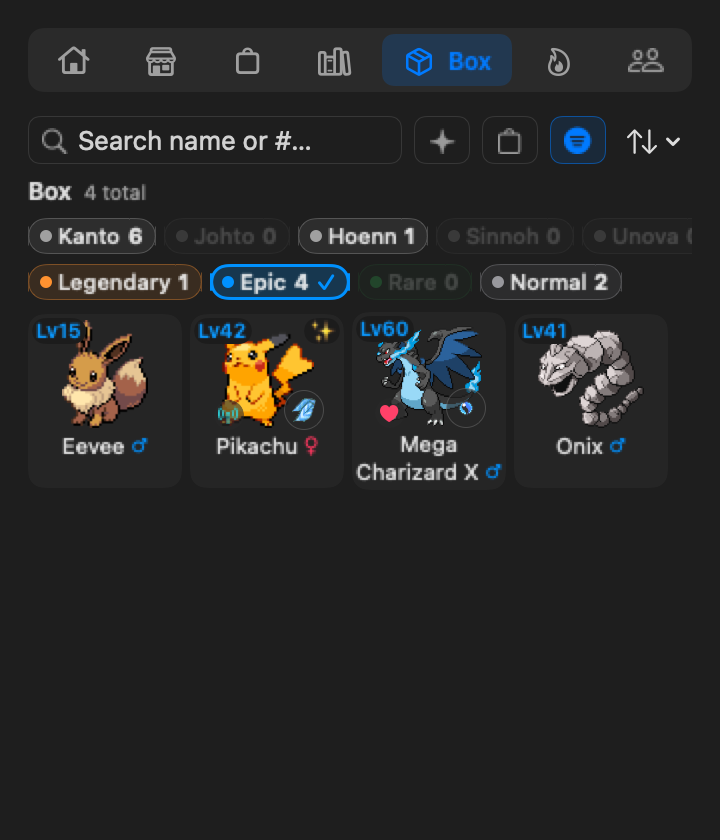 Box
Search name or #...
Box 4 total
Kanto 6 Johto 0 Hoenn 1 Sinnoh 0 Unova
Legendary 1 Epic 4 Rare 0 Normal 2
Lv15 Lv42 Lv60 Lv41
Eevee ♂ Pikachu ♀ Mega Onix ♂
Charizard X ♂